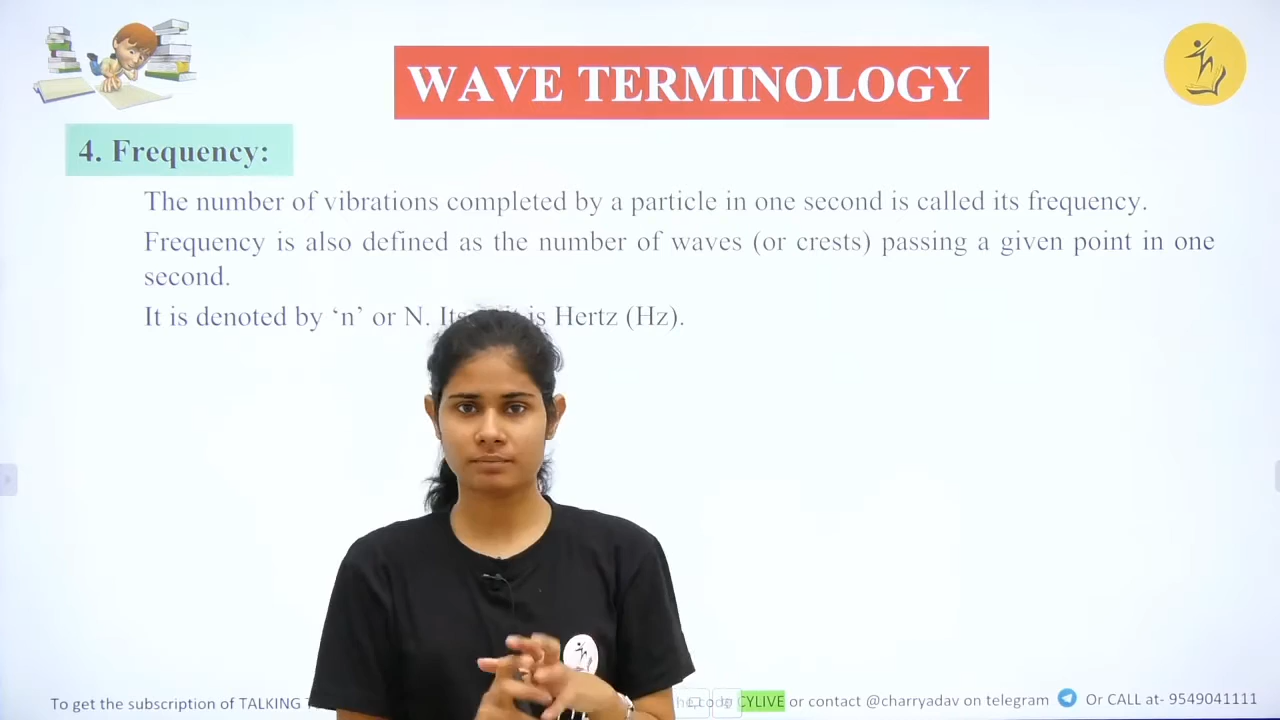 WAVE TERMINOLOGY
4. Frequency:
The number of vibrations completed by a particle in one second is called its frequency.
Frequency is also defined as the number of waves (or crests) passing a given point in one
second.
It is denoted by ‘n’ or N. Its is Hertz (Hz).
To get the subscription of TALKING CYLIVE or contact @charryadav on telegram Or CALL at- 9549041111